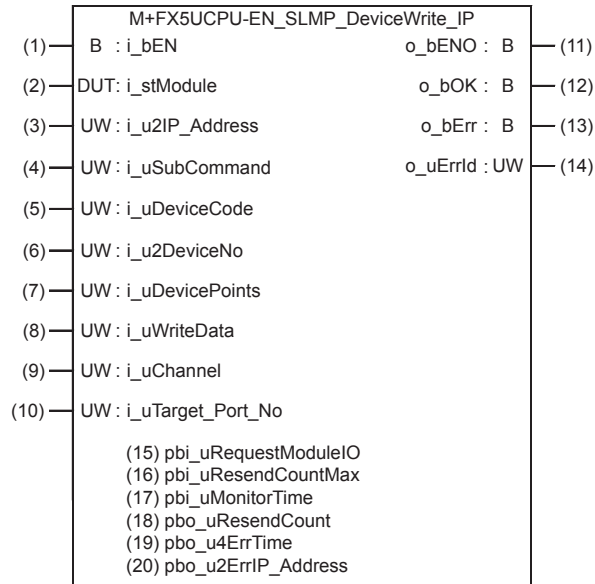 M+FX5UCPU-EN_SLMP_DeviceWrite_IP
(1) B : i_bEN o_bENO : B (11)
(2) DUT: i_stModule o_bOK : B (12)
(3) UW : i_u2IP_Address o_bErr : B (13)
(4) UW : i_uSubCommand o_uErrId : UW (14)
(5) UW : i_uDeviceCode
(6) UW : i_u2DeviceNo
(7) UW : i_uDevicePoints
(8) UW : i_uWriteData
(9) UW : i_uChannel
(10) UW : i_uTarget_Port_No
(15) pbi_uRequestModuleIO
(16) pbi_uResendCountMax
(17) pbi_uMonitorTime
(18) pbo_uResendCount
(19) pbo_u4ErrTime
(20) pbo_u2ErrIP_Address